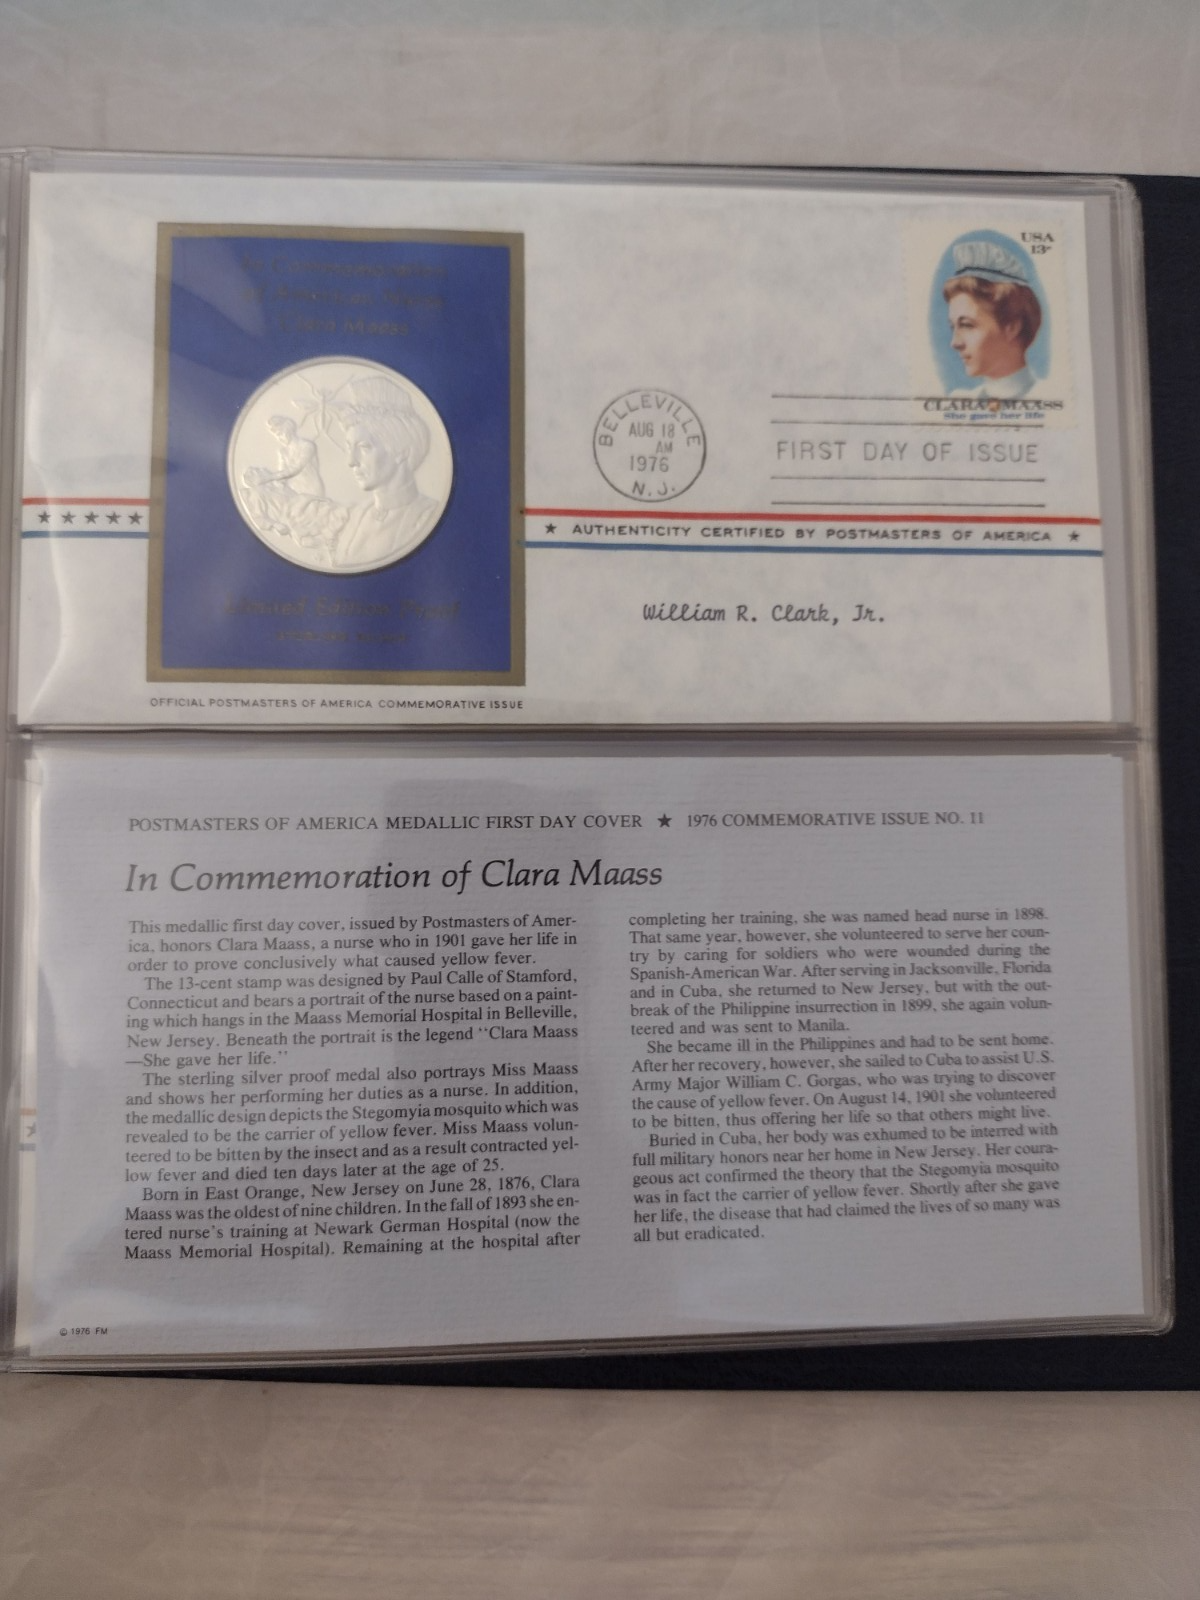 In Commemoration
of American Nurse
Clara Maass
USA
13c
CLARA MAASS
She gave her life
BELLEVILLE
AUG 18
AM
1976
N.J.
FIRST DAY OF ISSUE
★ ★ ★ ★ ★
★ AUTHENTICITY CERTIFIED BY POSTMASTERS OF AMERICA ★
Limited Edition Proof
William R. Clark, Jr.
OFFICIAL POSTMASTERS OF AMERICA COMMEMORATIVE ISSUE
POSTMASTERS OF AMERICA MEDALLIC FIRST DAY COVER ★ 1976 COMMEMORATIVE ISSUE NO. 11
In Commemoration of Clara Maass
This medallic first day cover, issued by Postmasters of Amer-
ica, honors Clara Maass, a nurse who in 1901 gave her life in
order to prove conclusively what caused yellow fever.
The 13-cent stamp was designed by Paul Calle of Stamford,
Connecticut and bears a portrait of the nurse based on a paint-
ing which hangs in the Maass Memorial Hospital in Belleville,
New Jersey. Beneath the portrait is the legend "Clara Maass
—She gave her life."
The sterling silver proof medal also portrays Miss Maass
and shows her performing her duties as a nurse. In addition,
the medallic design depicts the Stegomyia mosquito which was
revealed to be the carrier of yellow fever. Miss Maass volun-
teered to be bitten by the insect and as a result contracted yel-
low fever and died ten days later at the age of 25.
Born in East Orange, New Jersey on June 28, 1876, Clara
Maass was the oldest of nine children. In the fall of 1893 she en-
tered nurse's training at Newark German Hospital (now the
Maass Memorial Hospital). Remaining at the hospital after
completing her training, she was named head nurse in 1898.
That same year, however, she volunteered to serve her coun-
try by caring for soldiers who were wounded during the
Spanish-American War. After serving in Jacksonville, Florida
and in Cuba, she returned to New Jersey, but with the out-
break of the Philippine insurrection in 1899, she again volun-
teered and was sent to Manila.
She became ill in the Philippines and had to be sent home.
After her recovery, however, she sailed to Cuba to assist U.S.
Army Major William C. Gorgas, who was trying to discover
the cause of yellow fever. On August 14, 1901 she volunteered
to be bitten, thus offering her life so that others might live.
Buried in Cuba, her body was exhumed to be interred with
full military honors near her home in New Jersey. Her coura-
geous act confirmed the theory that the Stegomyia mosquito
was in fact the carrier of yellow fever. Shortly after she gave
her life, the disease that had claimed the lives of so many was
all but eradicated.
© 1976 FM